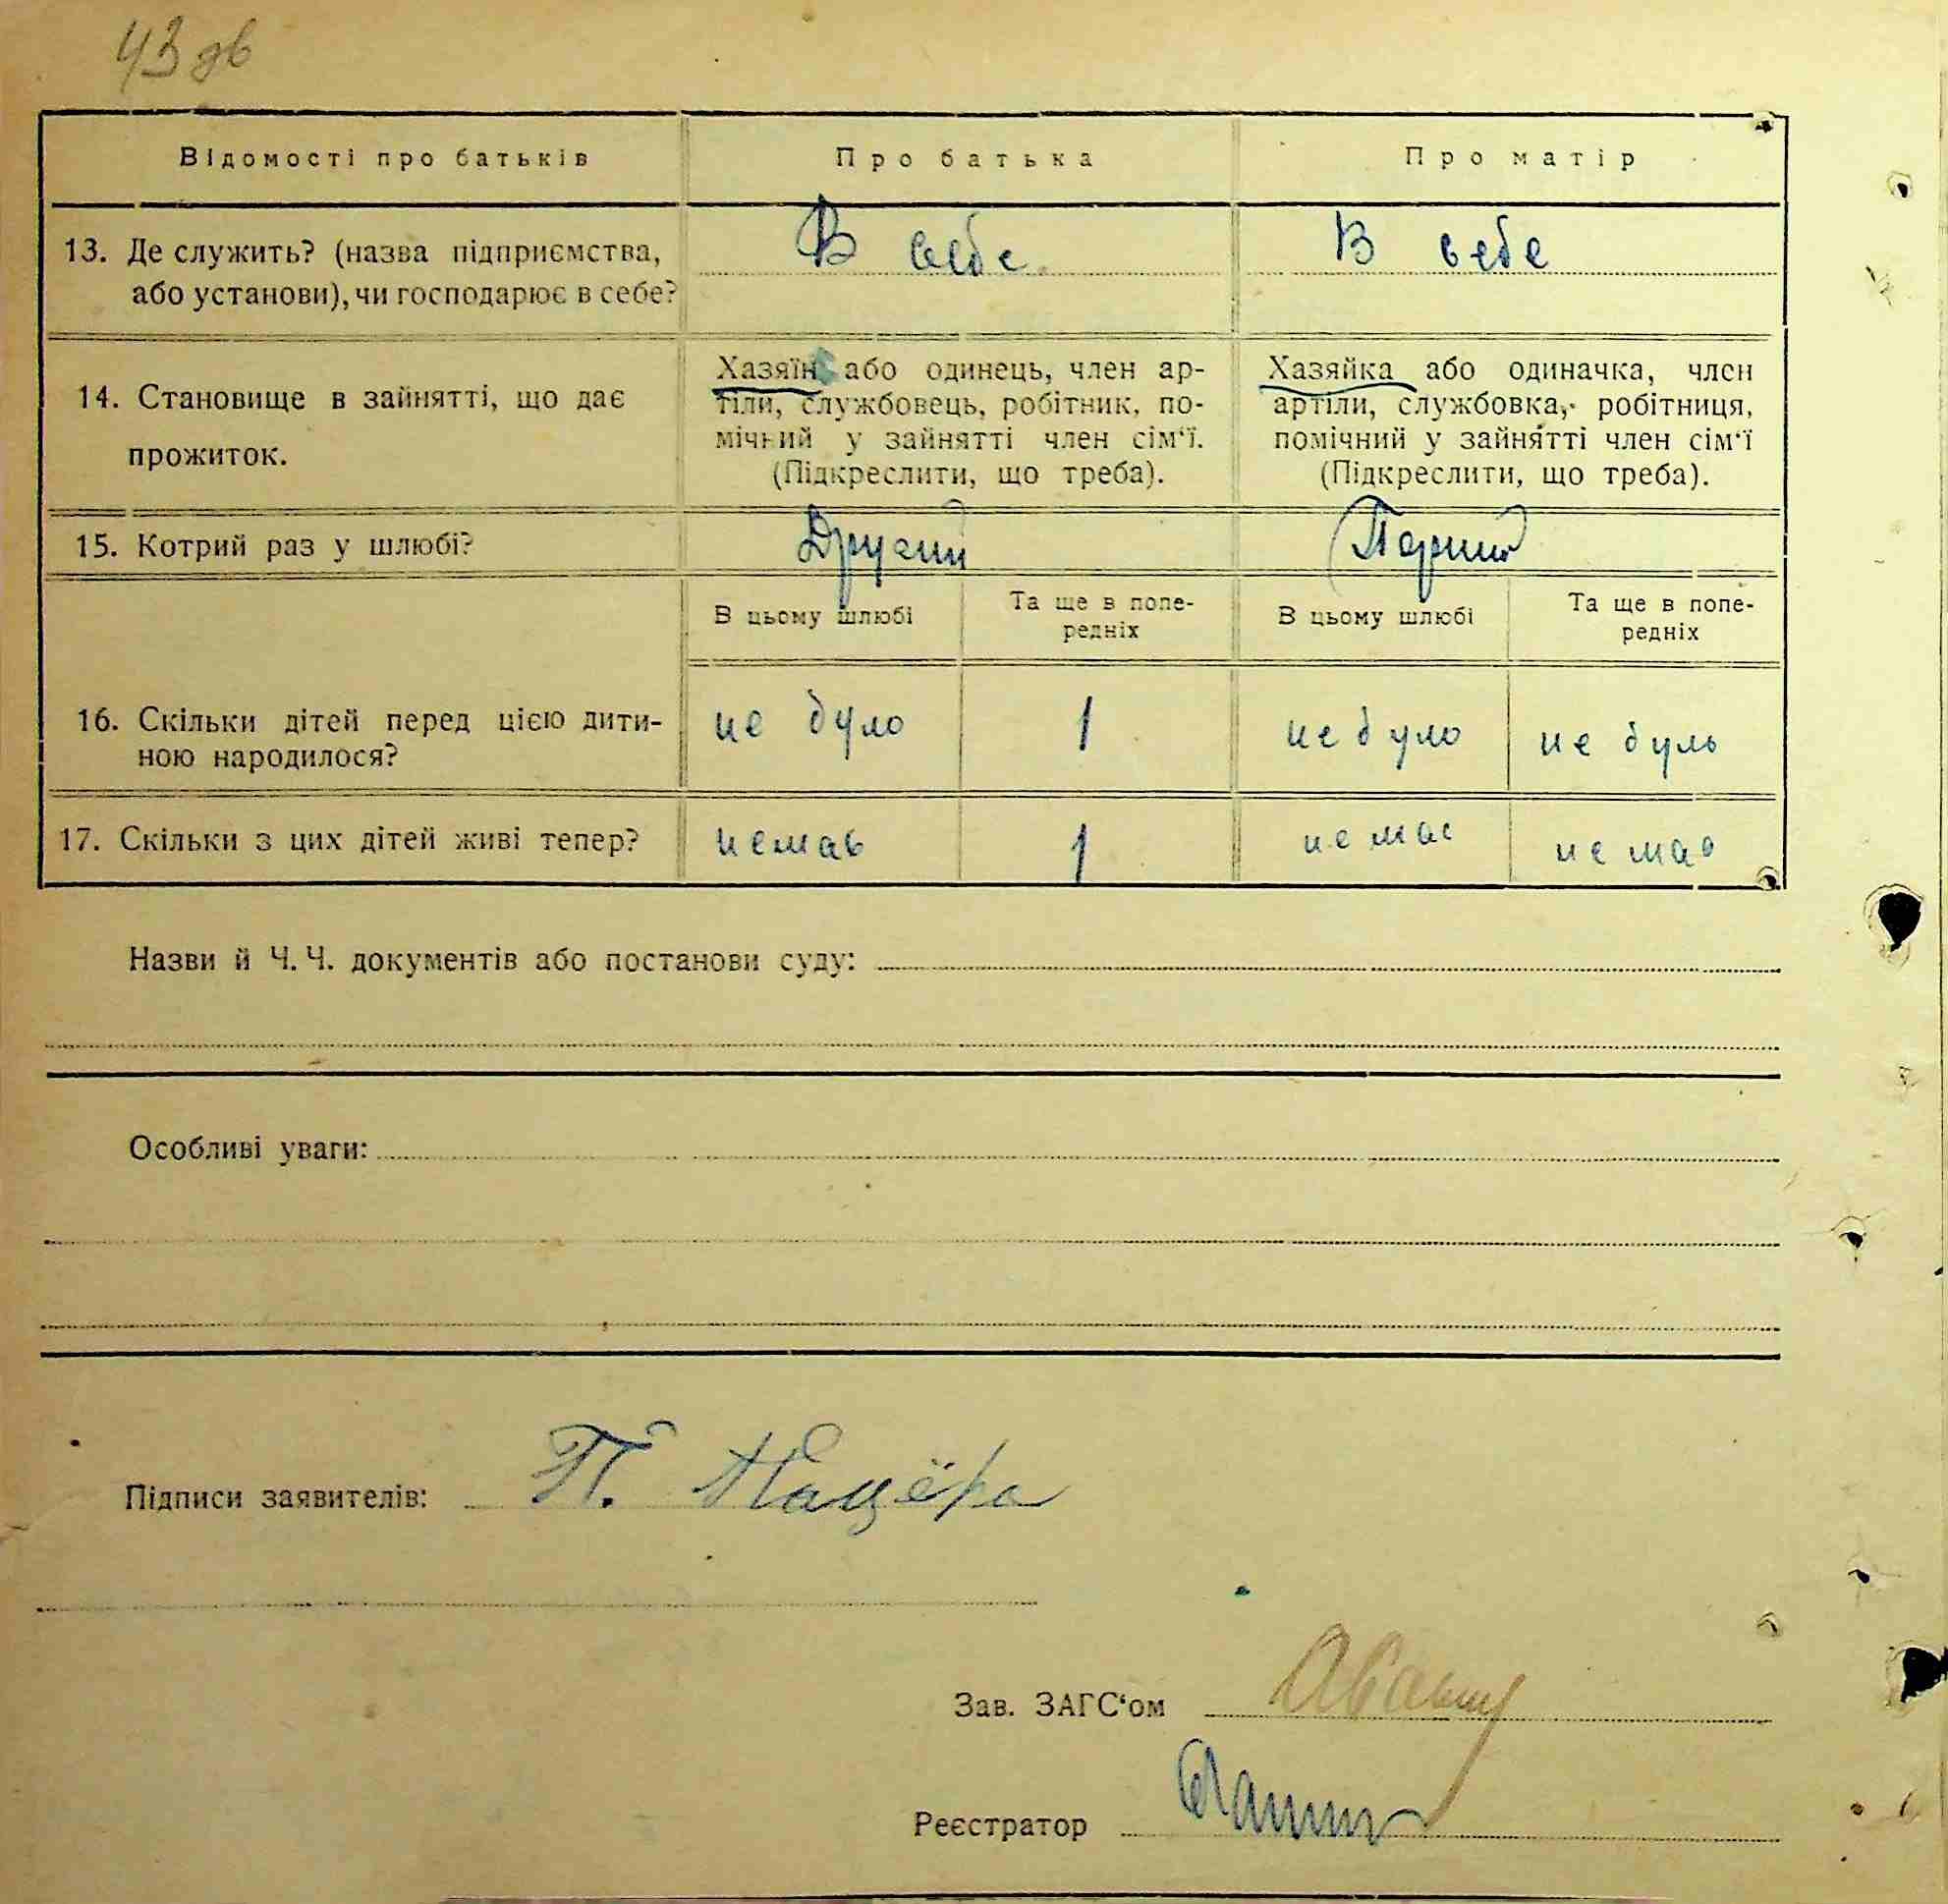 43 зв
Відомості про батьків Про батька Про матір
13. Де служить? (назва підприємства, або установи), чи господарює в себе? В себе В себе
14. Становище в зайнятті, що дає прожиток.
Хазяїн або одинець, член ар-
тіли, службовець, робітник, по-
мічний у зайнятті член сім‘ї.
(Підкреслити, що треба).
Хазяйка або одиначка, член
артіли, службовка, робітниця,
помічний у зайнятті член сім‘ї
(Підкреслити, що треба).
15. Котрий раз у шлюбі? Другий Перший
В цьому шлюбі Та ще в попе-
редніх В цьому шлюбі Та ще в попе-
редніх
16. Скільки дітей перед цією дити-
ною народилося? не було 1 не було не було
17. Скільки з цих дітей живі тепер? немає 1 немає немає
Назви й Ч. Ч. документів або постанови суду:
Особливі уваги:
Підписи заявителів: П.
Зав. ЗАГС‘ом
Реєстратор